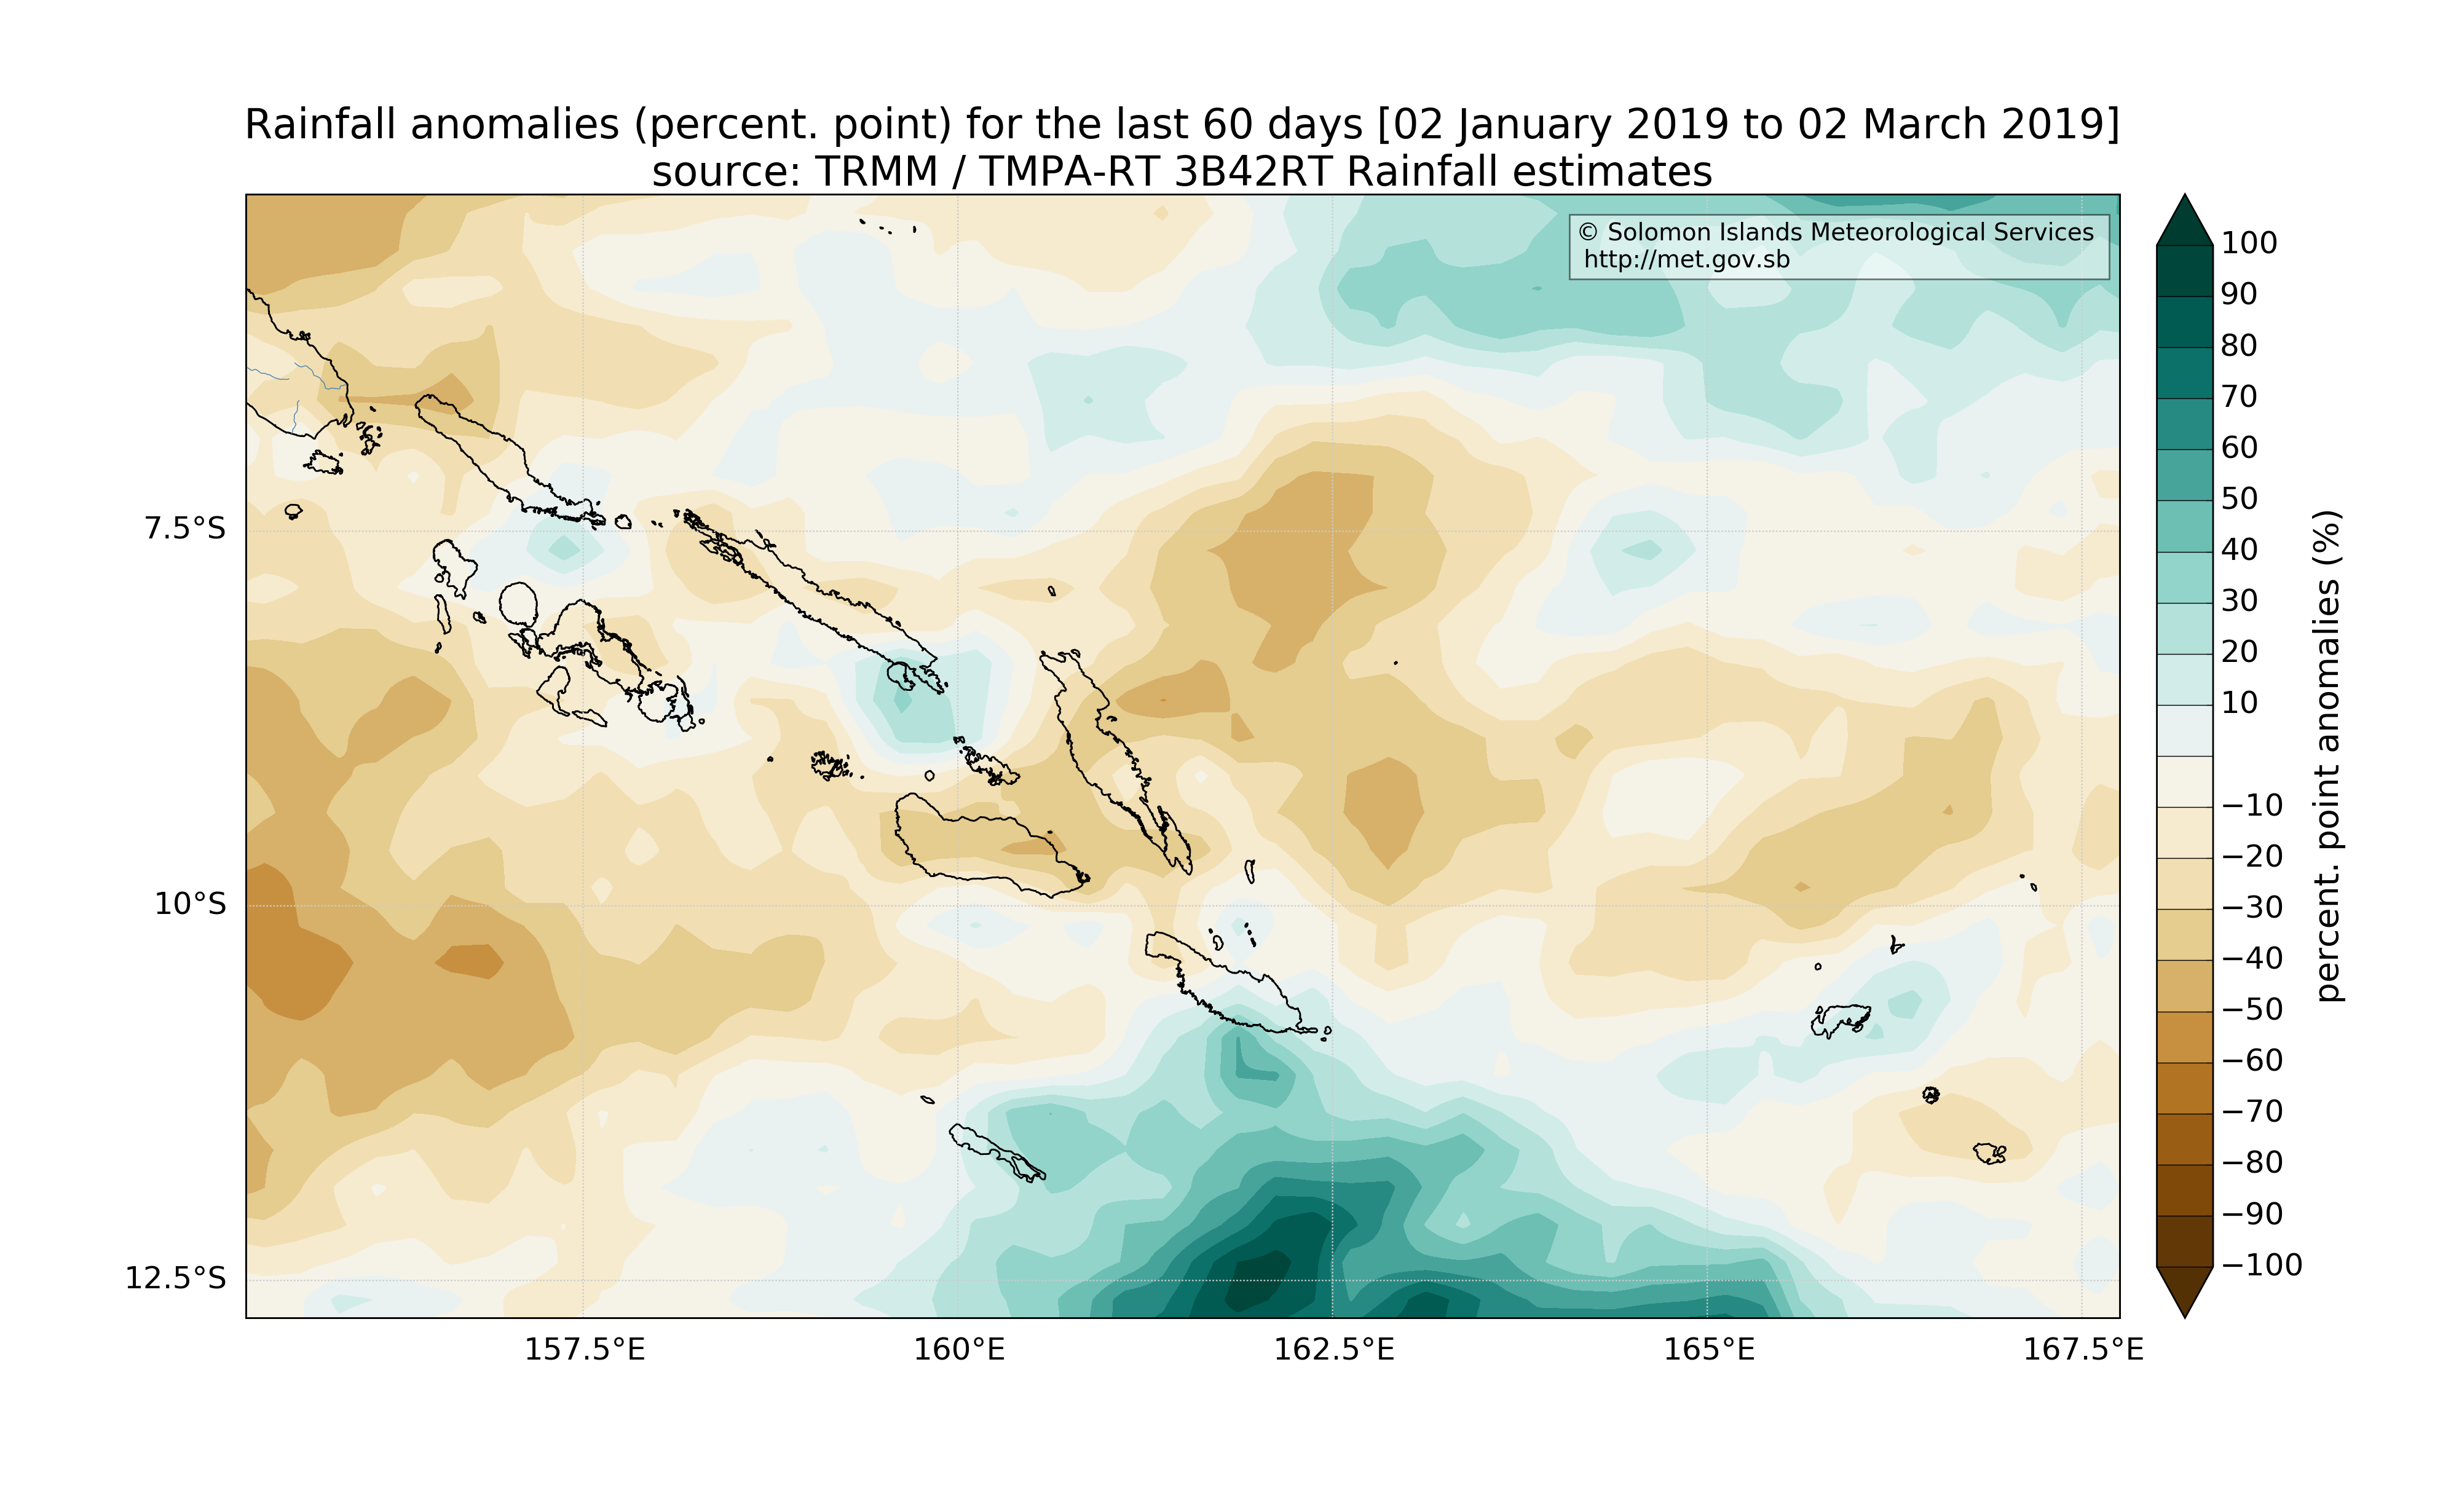 Rainfall anomalies (percent. point) for the last 60 days [02 January 2019 to 02 March 2019]
source: TRMM / TMPA-RT 3B42RT Rainfall estimates
© Solomon Islands Meteorological Services
http://met.gov.sb
7.5°S
10°S
12.5°S
157.5°E
160°E
162.5°E
165°E
167.5°E
100
90
80
70
60
50
40
30
20
10
−10
−20
−30
−40
−50
−60
−70
−80
−90
−100
percent. point anomalies (%)